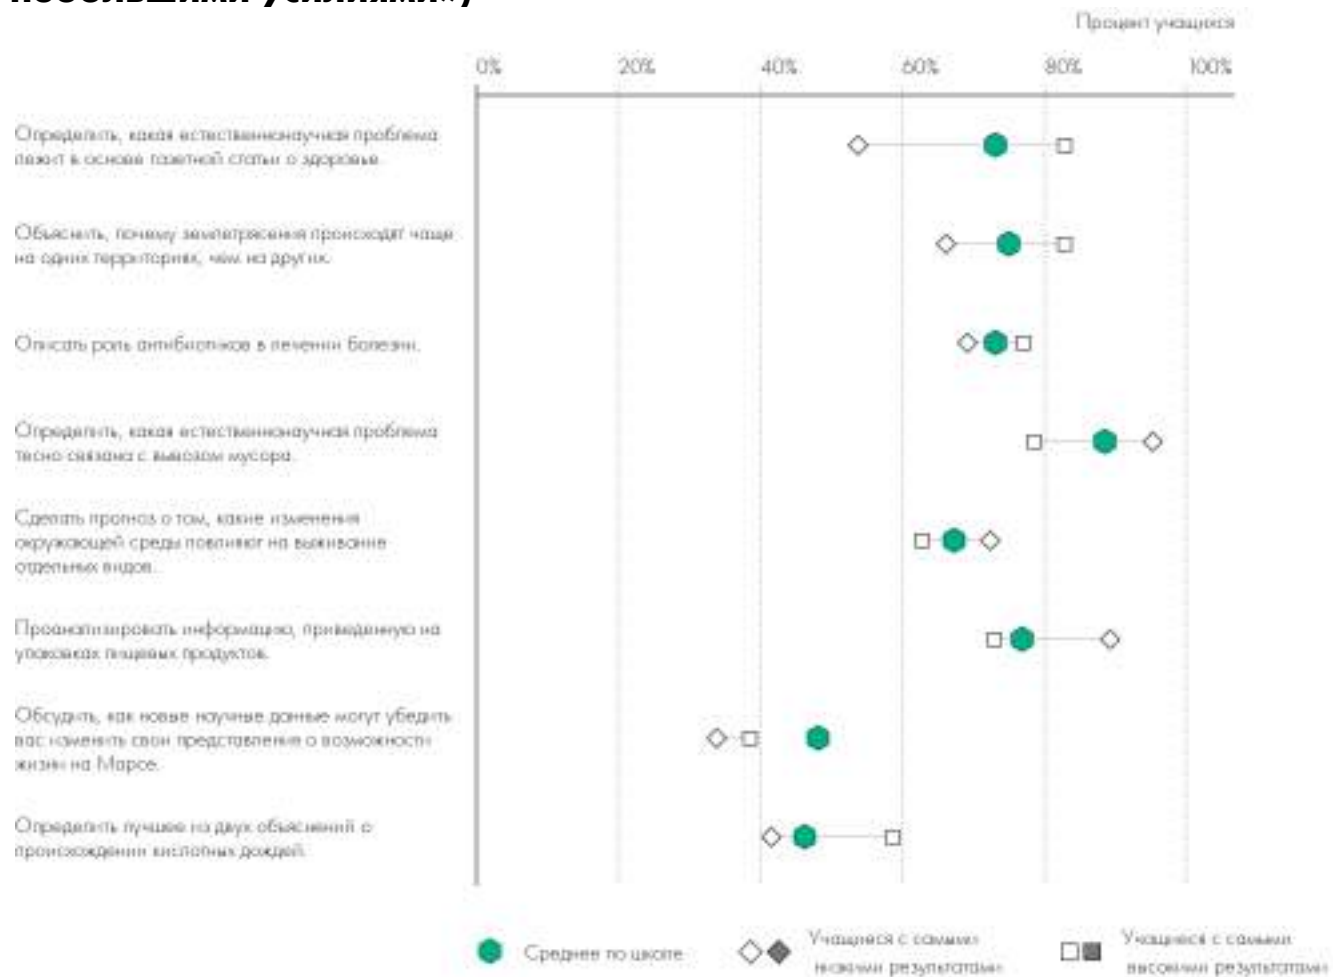 небольшими усилиями»)
Процент учащихся
0% 20% 40% 60% 80% 100%
Определить, какая естественнонаучная проблема
лежит в основе газетной статьи о здоровье.
Объяснить, почему землетрясения происходят чаще
на одних территориях, чем на других.
Описать роль антибиотиков в лечении болезни.
Определить, какая естественнонаучная проблема
тесно связана с вывозом мусора.
Сделать прогноз о том, какие изменения
окружающей среды повлияют на выживание
отдельных видов.
Проанализировать информацию, приведенную на
упаковках пищевых продуктов.
Обсудить, как новые научные данные могут убедить
вас изменить свои представления о возможности
жизни на Марсе.
Определить лучшее из двух объяснений о
происхождении кислотных дождей.
Среднее по школе
Учащиеся с самыми
низкими результатами
Учащиеся с самыми
высокими результатами